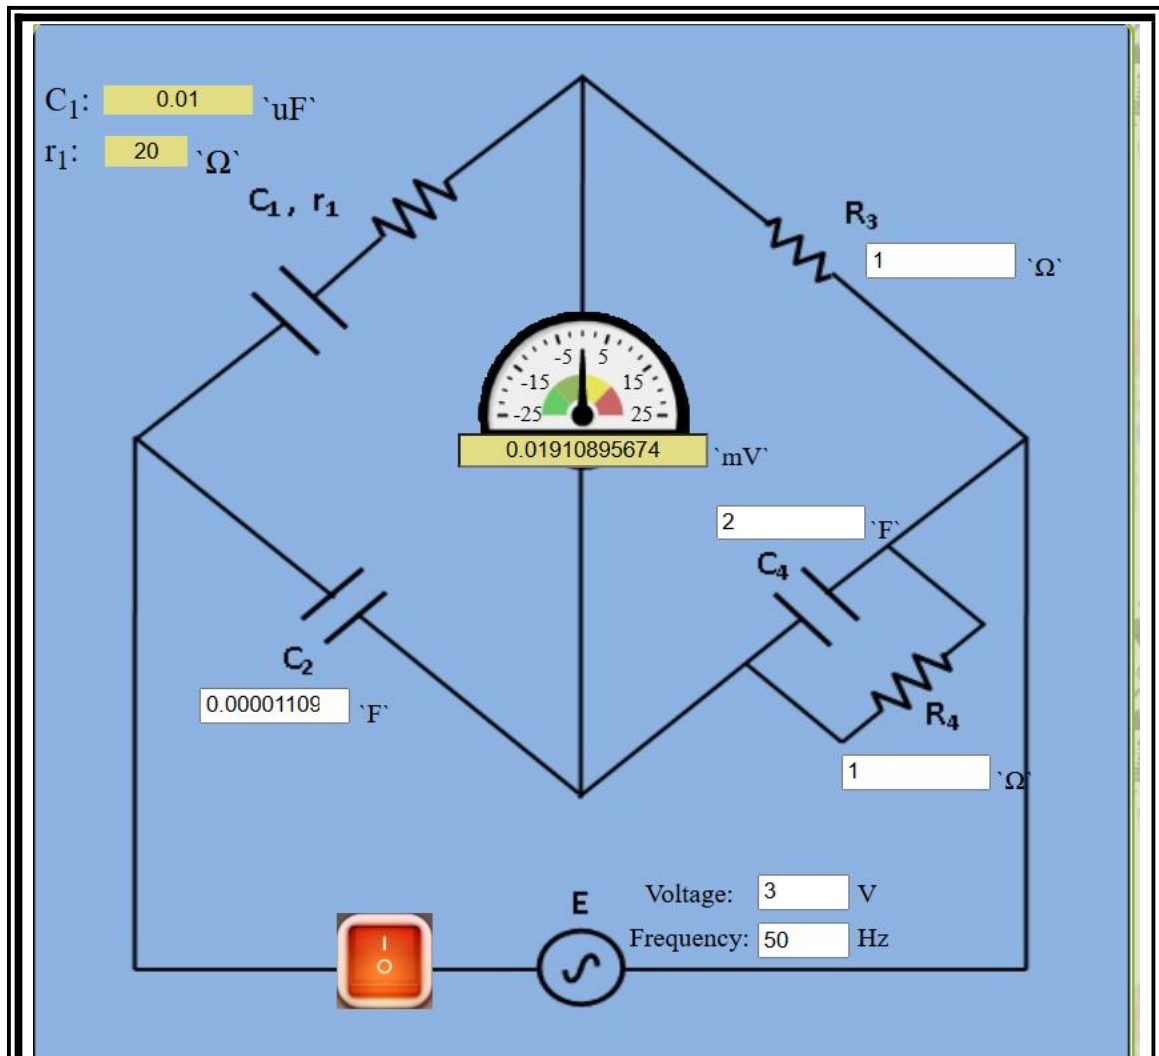 C₁: 0.01 `uF`
r₁: 20 `Ω`
C₁ , r₁
R₃
1 `Ω`
-25 -15 -5 5 15 25
0.01910895674 `mV`
2 `F`
C₄
C₂
0.00001109 `F`
R₄
1 `Ω`
E
Voltage: 3 V
Frequency: 50 Hz
I
O